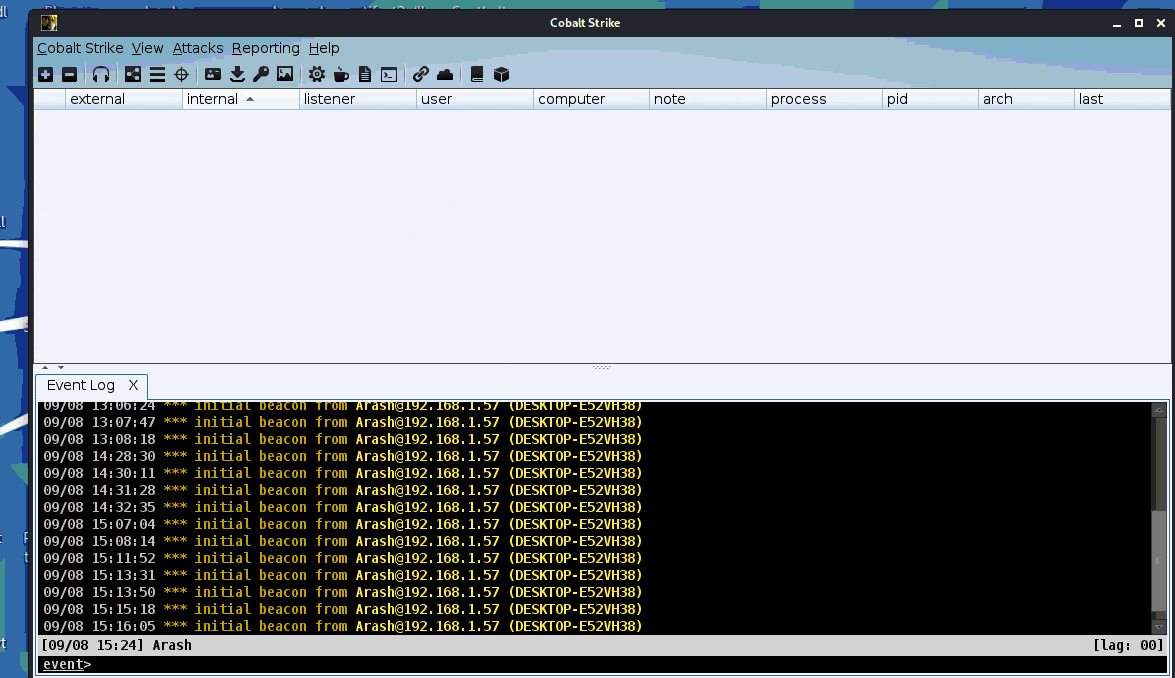 Cobalt Strike
Cobalt Strike View Attacks Reporting Help
external internal listener user computer note process pid arch last
Event Log X
09/08 13:06:24 *** initial beacon from Arash@192.168.1.57 (DESKTOP-E52VH38)
09/08 13:07:47 *** initial beacon from Arash@192.168.1.57 (DESKTOP-E52VH38)
09/08 13:08:18 *** initial beacon from Arash@192.168.1.57 (DESKTOP-E52VH38)
09/08 14:28:30 *** initial beacon from Arash@192.168.1.57 (DESKTOP-E52VH38)
09/08 14:30:11 *** initial beacon from Arash@192.168.1.57 (DESKTOP-E52VH38)
09/08 14:31:28 *** initial beacon from Arash@192.168.1.57 (DESKTOP-E52VH38)
09/08 14:32:35 *** initial beacon from Arash@192.168.1.57 (DESKTOP-E52VH38)
09/08 15:07:04 *** initial beacon from Arash@192.168.1.57 (DESKTOP-E52VH38)
09/08 15:08:14 *** initial beacon from Arash@192.168.1.57 (DESKTOP-E52VH38)
09/08 15:11:52 *** initial beacon from Arash@192.168.1.57 (DESKTOP-E52VH38)
09/08 15:13:31 *** initial beacon from Arash@192.168.1.57 (DESKTOP-E52VH38)
09/08 15:13:50 *** initial beacon from Arash@192.168.1.57 (DESKTOP-E52VH38)
09/08 15:15:18 *** initial beacon from Arash@192.168.1.57 (DESKTOP-E52VH38)
09/08 15:16:05 *** initial beacon from Arash@192.168.1.57 (DESKTOP-E52VH38)
[09/08 15:24] Arash [lag: 00]
event>